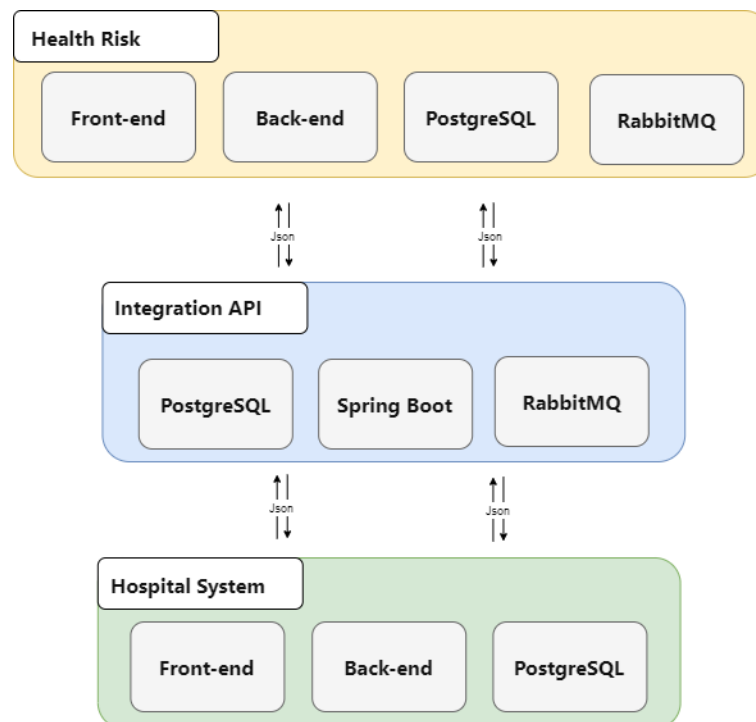 Health Risk
Front-end
Back-end
PostgreSQL
RabbitMQ
Json
Json
Integration API
PostgreSQL
Spring Boot
RabbitMQ
Json
Json
Hospital System
Front-end
Back-end
PostgreSQL